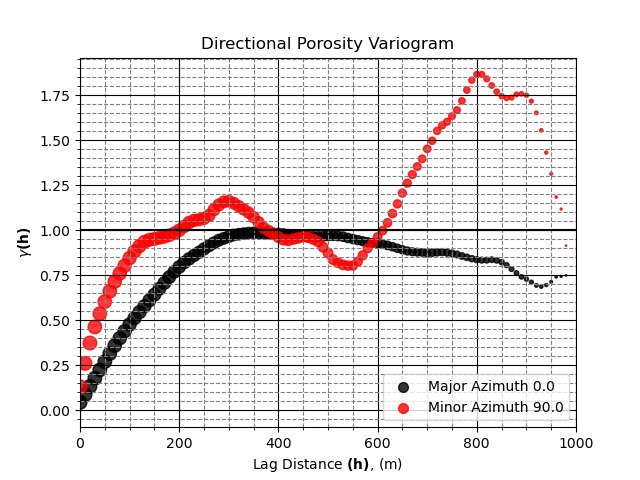 Directional Porosity Variogram
γ(h)
1.75
1.50
1.25
1.00
0.75
0.50
0.25
0.00
0 200 400 600 800 1000
Lag Distance (h), (m)
Major Azimuth 0.0
Minor Azimuth 90.0